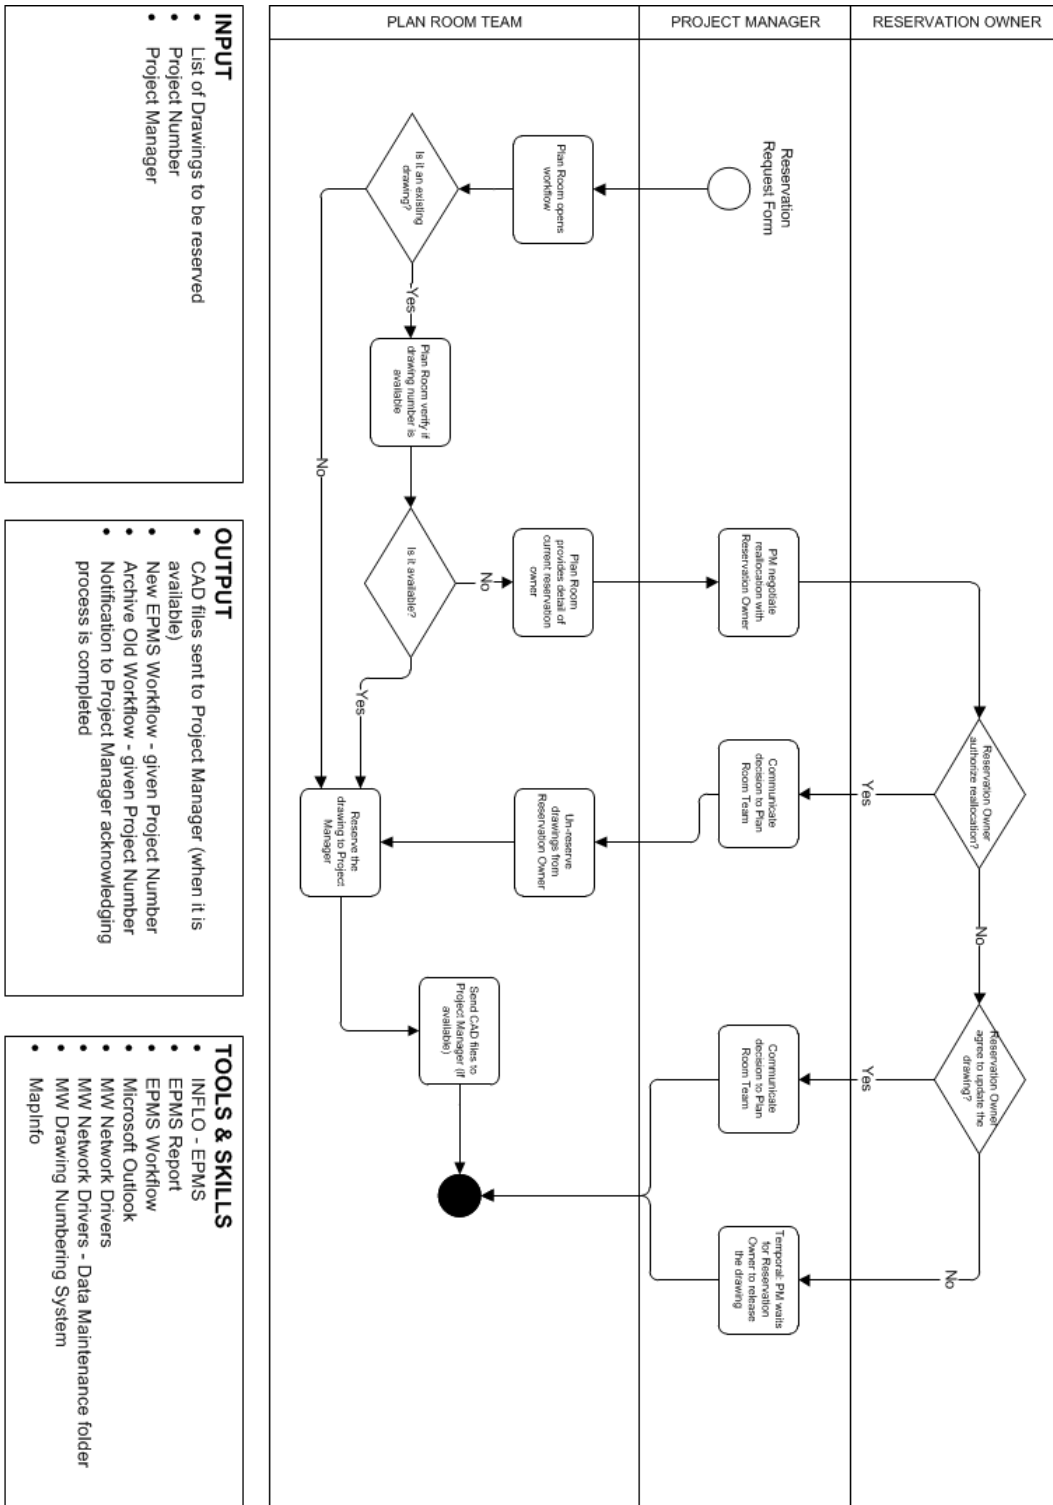 PLAN ROOM TEAM
PROJECT MANAGER
RESERVATION OWNER
Reservation
Request Form
Plan Room opens
workflow
Is it an existing
drawing?
Yes
No
Plan Room verify if
drawing number is
available
Is it available?
No
Yes
Plan Room
provides detail of
current reservation
owner
PM negotiate
reallocation with
Reservation Owner
Reservation Owner
authorize reallocation?
Yes
No
Communicate
decision to Plan
Room Team
Un-reserve
drawings from
Reservation Owner
Reserve the
drawing to Project
Manager
Send CAD files to
Project Manager (if
available)
Reservation Owner
agree to update the
drawing?
Yes
No
Communicate
decision to Plan
Room Team
Temporal: PM waits
for Reservation
Owner to release
the drawing
INPUT
• List of Drawings to be reserved
• Project Number
• Project Manager
OUTPUT
• CAD files sent to Project Manager (when it is
available)
• New EPMS Workflow - given Project Number
• Archive Old Workflow - given Project Number
• Notification to Project Manager acknowledging
process is completed
TOOLS & SKILLS
• INFLO - EPMS
• EPMS Report
• EPMS Workflow
• Microsoft Outlook
• MW Network Drivers
• MW Network Drivers - Data Maintenance folder
• MW Drawing Numbering System
• MapInfo